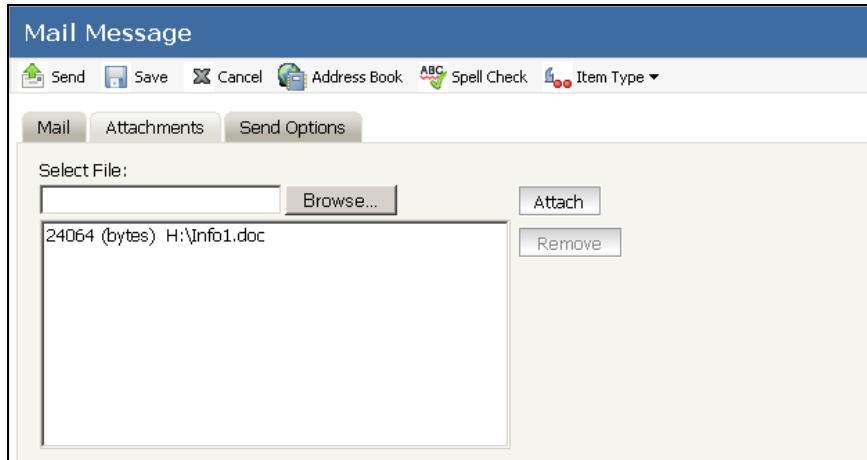 Mail Message
Send Save Cancel Address Book ABC Spell Check Item Type
Mail Attachments Send Options
Select File:
Browse... Attach
24064 (bytes) H:\Info1.doc
Remove